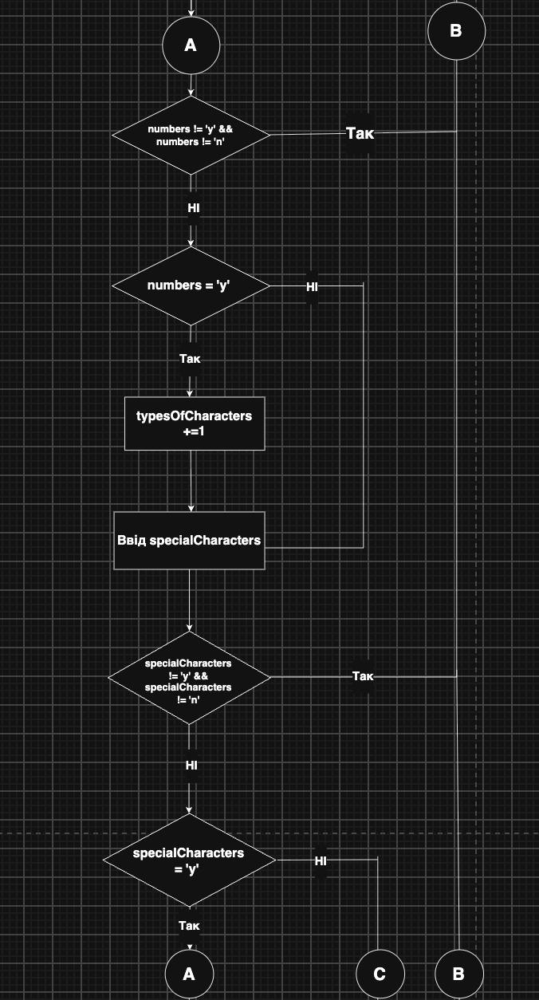 A
B
numbers != 'y' &&
numbers != 'n'
Так
НІ
numbers = 'y'
НІ
Так
typesOfCharacters
+=1
Ввід specialCharacters
specialCharacters
!= 'y' &&
specialCharacters
!= 'n'
Так
НІ
specialCharacters
= 'y'
НІ
Так
A
C
B